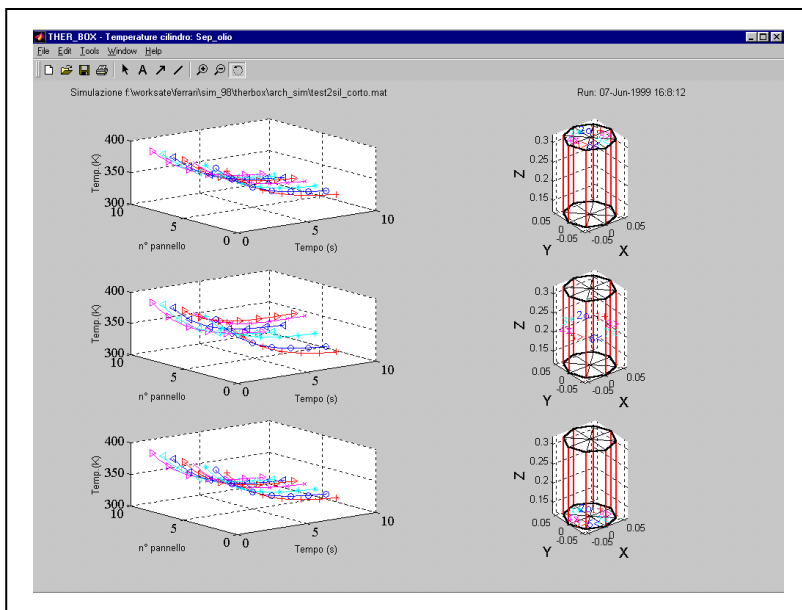 THER_BOX - Temperature cilindro: Sep_olio
File Edit Tools Window Help
A
Simulazione f:\worksate\ferrari\sim_98\therbox\arch_sim\test2sil_corto.mat
Run: 07-Jun-1999 16:8:12
400
350
300
Temp.(K)
10
5
0
n° pannello
0
5
10
Tempo (s)
0.3
0.25
0.2
0.15
Z
0.05
0
-0.05
Y
-0.05
0
0.05
X
400
350
300
Temp.(K)
10
5
0
n° pannello
0
5
10
Tempo (s)
0.3
0.25
0.2
0.15
Z
0.05
0
-0.05
Y
-0.05
0
0.05
X
400
350
300
Temp.(K)
10
5
0
n° pannello
0
5
10
Tempo (s)
0.3
0.25
0.2
0.15
Z
0.05
0
-0.05
Y
-0.05
0
0.05
X